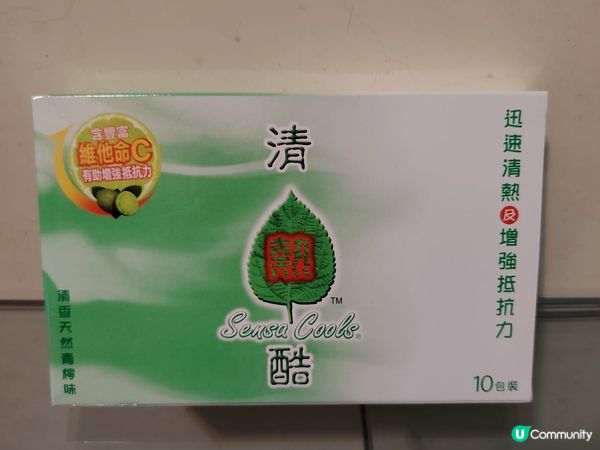 含豐富
維他命C
有助增強抵抗力
清
熱
TM
Sensa Cools®
酷
迅速清熱及增強抵抗力
清香天然青檸味
10包裝
U Community